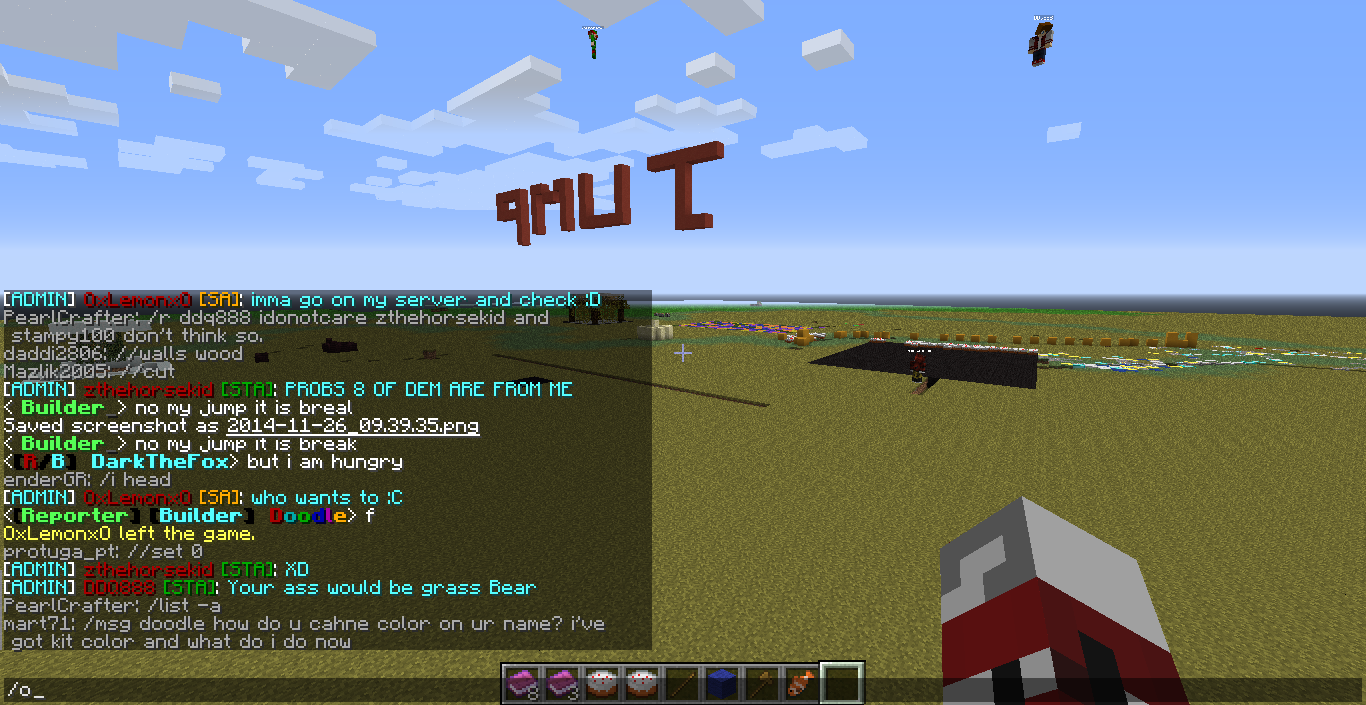 JUMP
[ADMIN] OxLemonxO [SA]: imma go on my server and check :D
PearlCrafter: /r ddq888 idonotcare zthehorsekid and
stampy100 don't think so.
daddi2806: //walls wood
Mazlik2005: //cut
[ADMIN] zthehorsekid [STA]: PROBS 8 OF DEM ARE FROM ME
< Builder_> no my jump it is breal
Saved screenshot as 2014-11-26_09.39.35.png
< Builder_> no my jump it is break
<[R/B] DarkTheFox> but i am hungry
enderGR: /i head
[ADMIN] OxLemonxO [SA]: who wants to :C
<[Reporter] [Builder] Doodle> f
OxLemonxO left the game.
protuga_pt: //set 0
[ADMIN] zthehorsekid [STA]: XD
[ADMIN] DDQ888 [STA]: Your ass would be grass Bear
PearlCrafter: /list -a
mart71: /msg doodle how do u cahne color on ur name? i've
got kit color and what do i do now
8
3
/o_